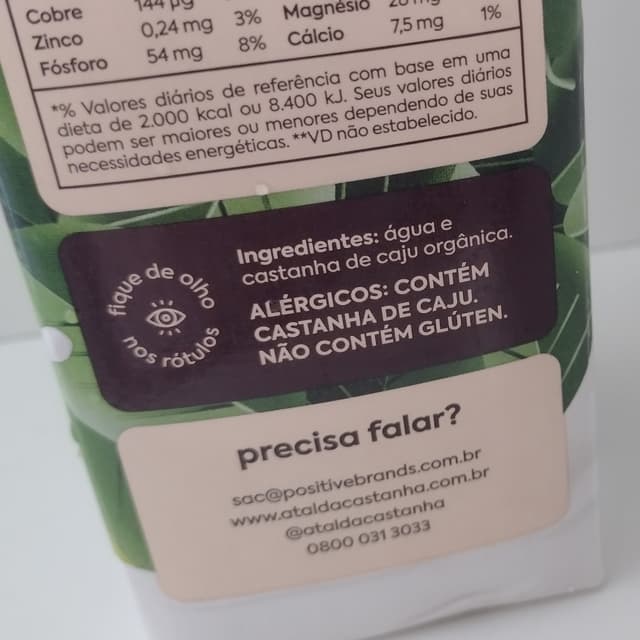 Cobre 144 µg Magnésio
Zinco 0,24 mg 3% Cálcio 7,5 mg 1%
Fósforo 54 mg 8%
*% Valores diários de referência com base em uma
dieta de 2.000 kcal ou 8.400 kJ. Seus valores diários
podem ser maiores ou menores dependendo de suas
necessidades energéticas. **VD não estabelecido.
fique de olho
nos rótulos
Ingredientes: água e
castanha de caju orgânica.
ALÉRGICOS: CONTÉM
CASTANHA DE CAJU.
NÃO CONTÉM GLÚTEN.
precisa falar?
sac@positivebrands.com.br
www.ataldacastanha.com.br
@ataldacastanha
0800 031 3033